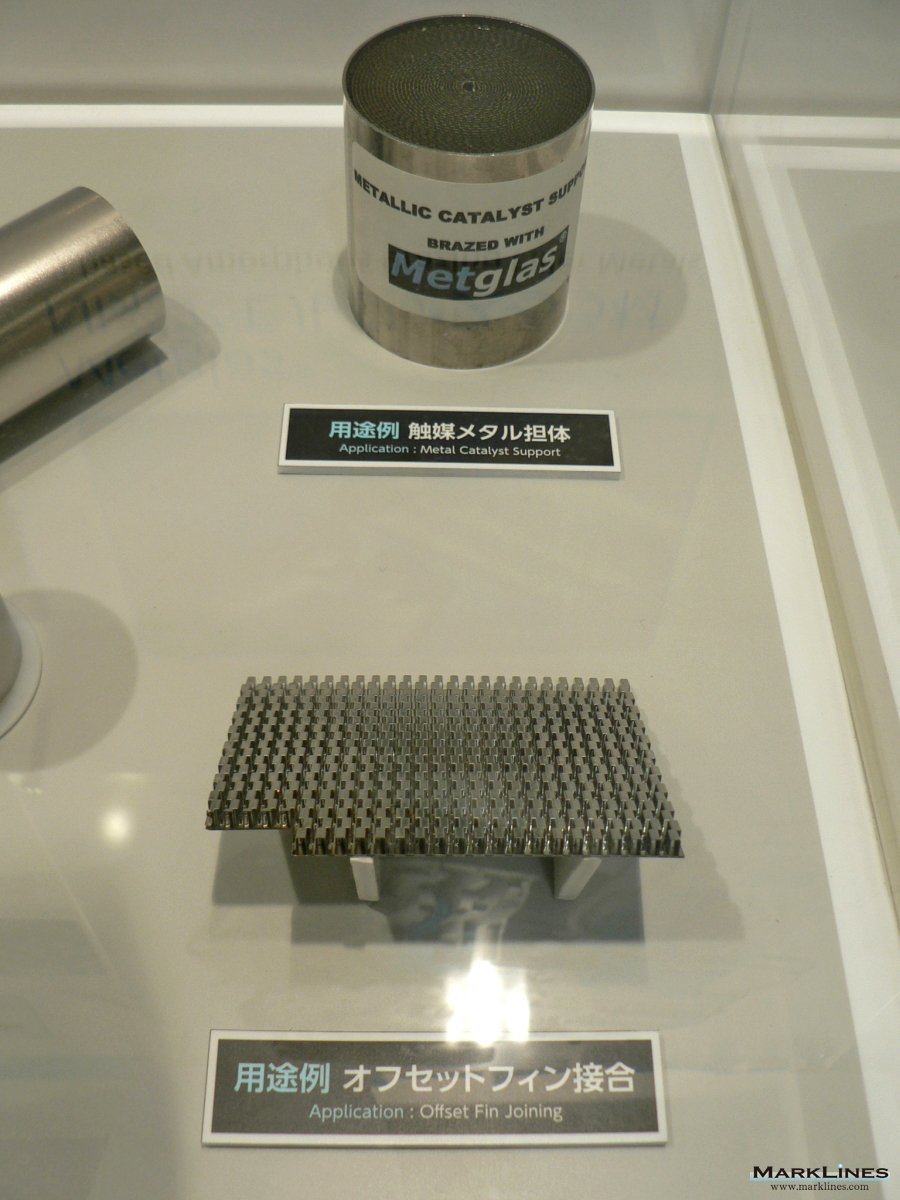 METALLIC CATALYST
BRAZED WITH
Metglas®
用途例 触媒メタル担体
Application : Metal Catalyst Support
用途例 オフセットフィン接合
Application : Offset Fin Joining
MARKLINES
www.marklines.com